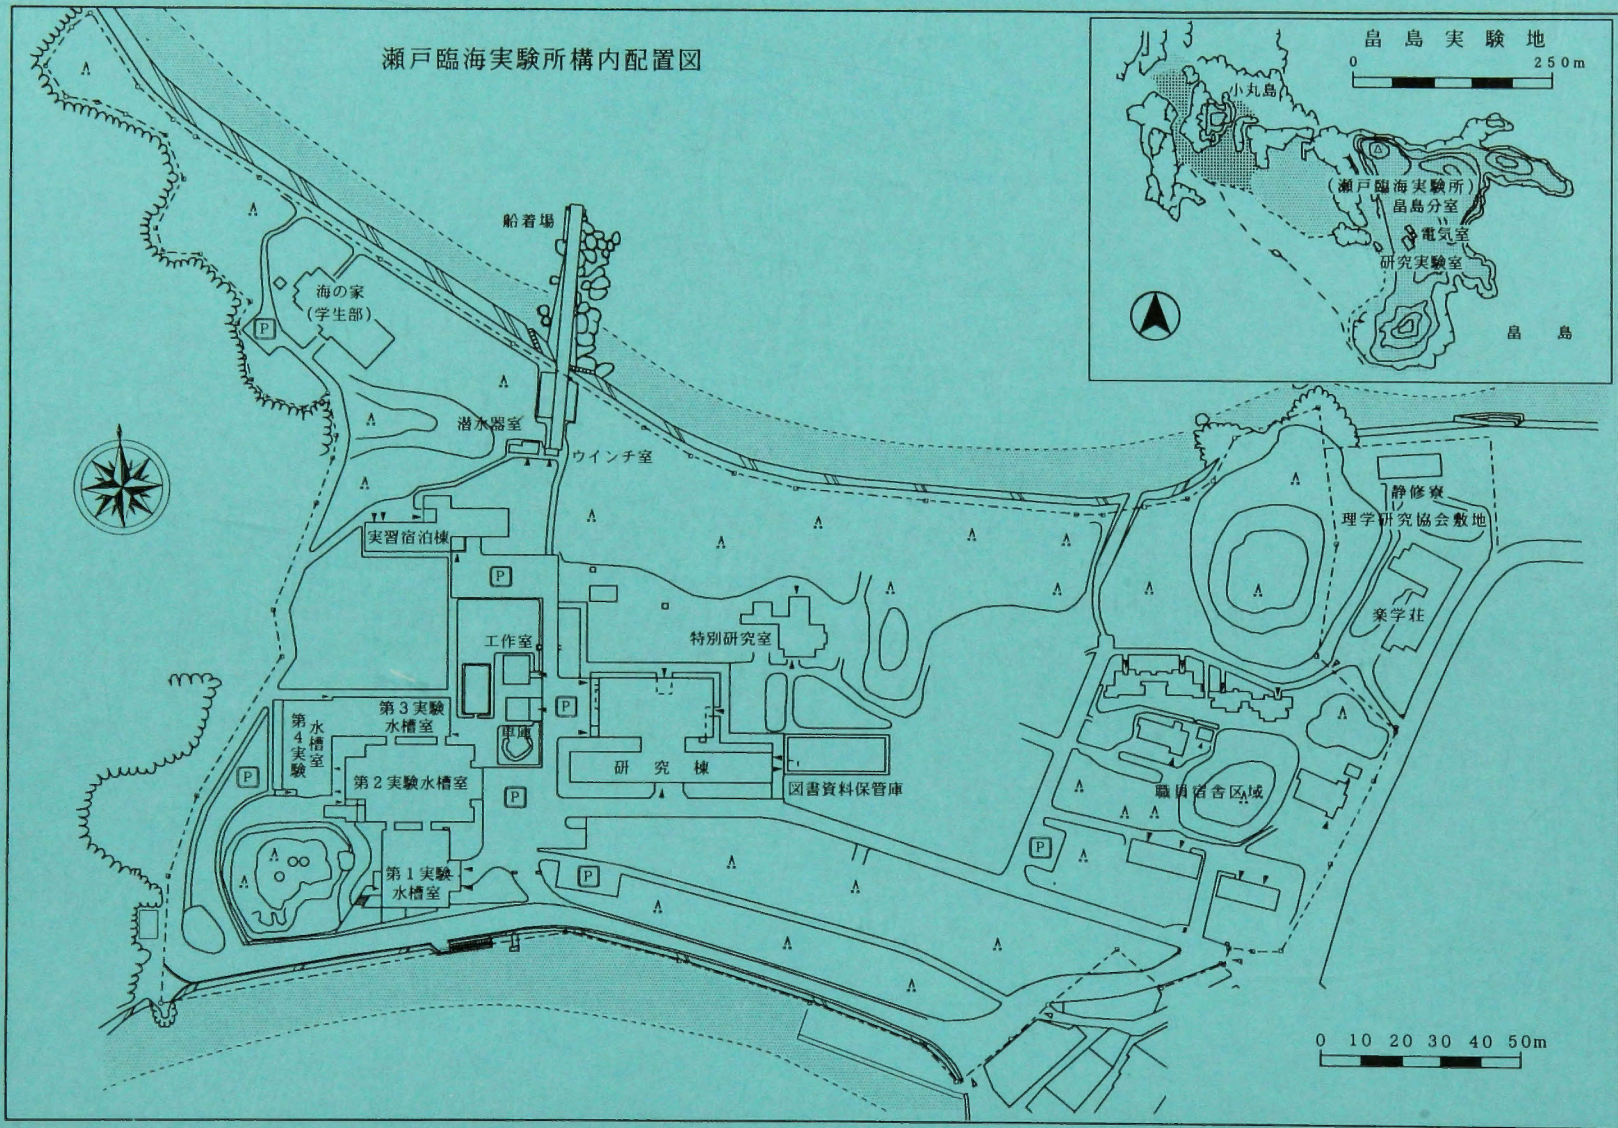 瀬戸臨海実験所構内配置図
畠島実験地
0 250m
小丸島
(瀬戸臨海実験所)
畠島分室
電気室
研究実験室
畠島
船着場
海の家
(学生部)
P
潜水器室
ウインチ室
静修寮
理学研究協会敷地
実習宿泊棟
P
楽学荘
工作室
特別研究室
第3実験
水槽室
P
車庫
第4実験
水槽室
研究棟
P
第2実験水槽室
P
図書資料保管庫
職員宿舎区域
P
第1実験
水槽室
P
0 10 20 30 40 50m